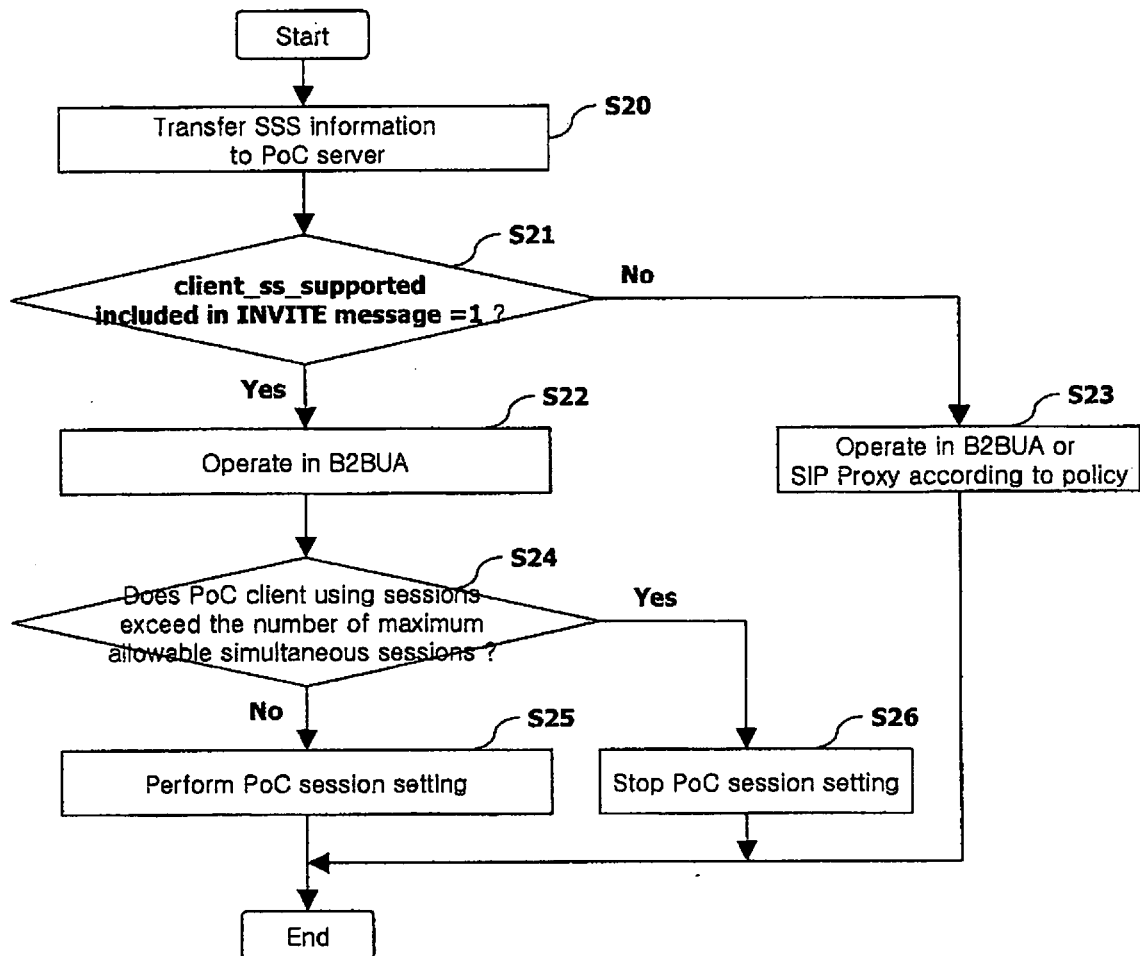 Start
S20
Transfer SSS information
to PoC server
S21
client_ss_supported
included in INVITE message =1 ?
No
Yes
S22
S23
Operate in B2BUA
Operate in B2BUA or
SIP Proxy according to policy
S24
Does PoC client using sessions
exceed the number of maximum
allowable simultaneous sessions ?
Yes
No
S25
S26
Perform PoC session setting
Stop PoC session setting
End